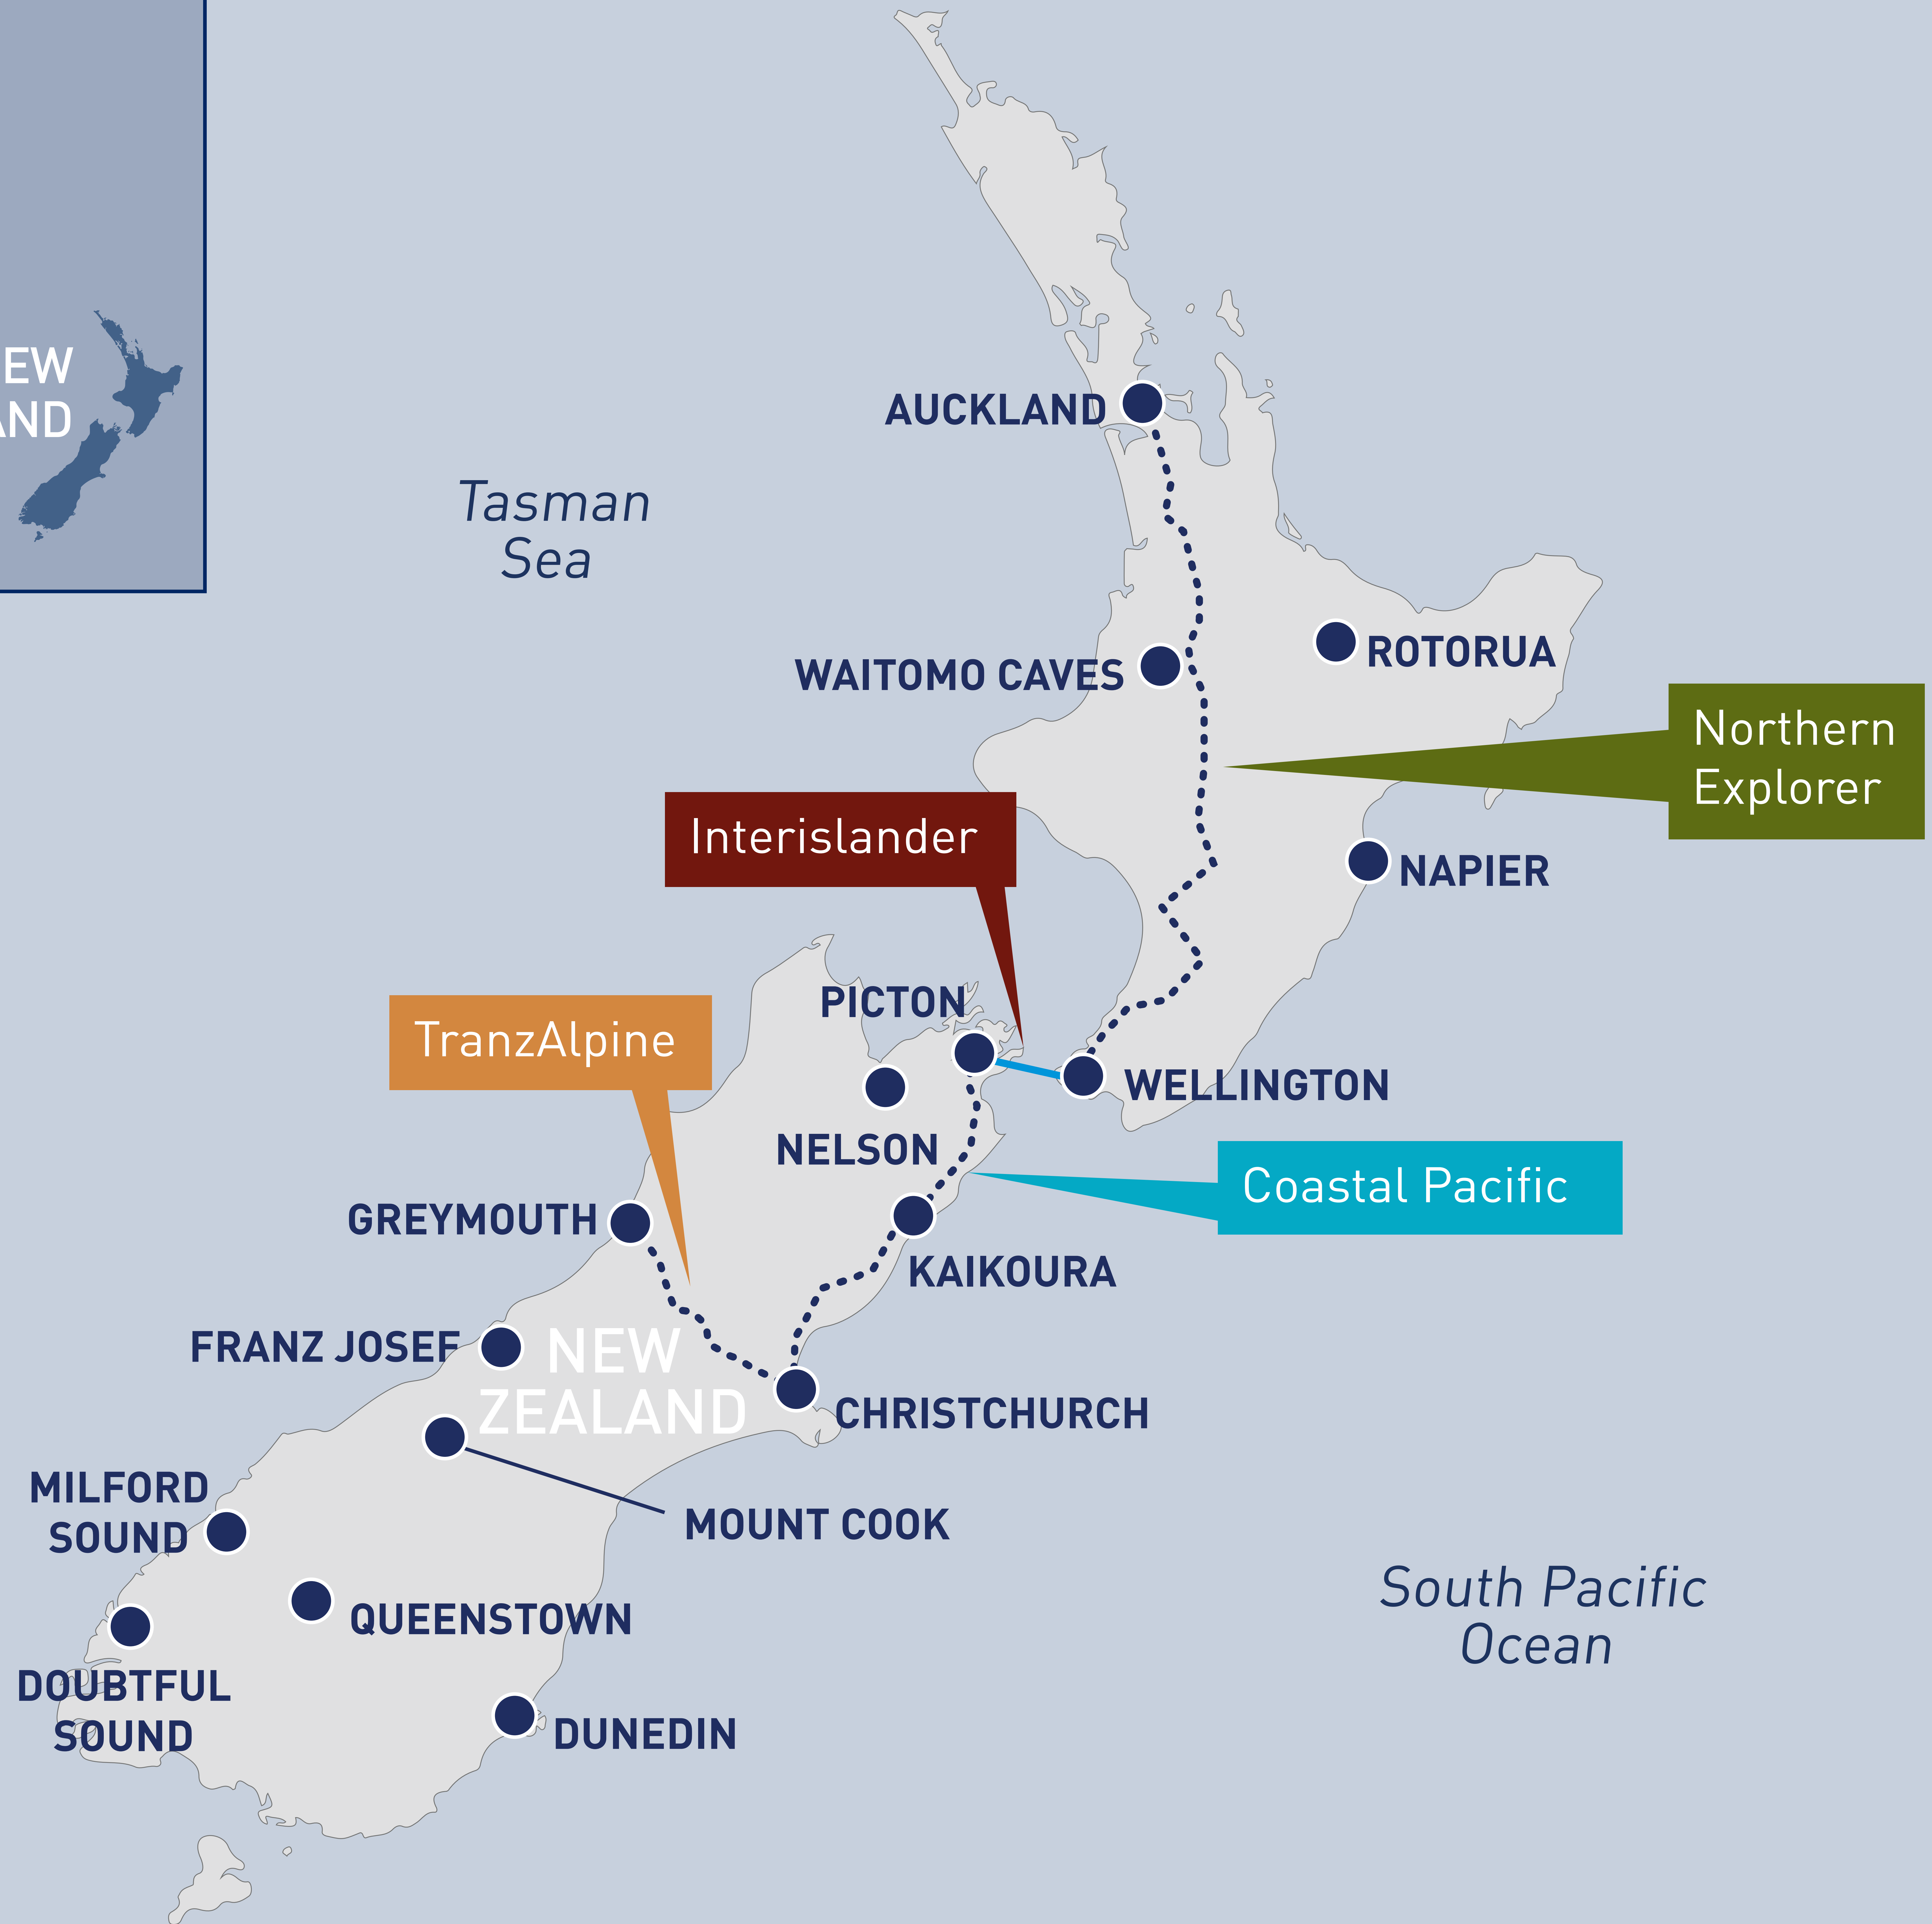 EW
AND
AUCKLAND
Tasman
Sea
ROTORUA
WAITOMO CAVES
Northern
Explorer
Interislander
NAPIER
PICTON
TranzAlpine
WELLINGTON
NELSON
Coastal Pacific
GREYMOUTH
KAIKOURA
FRANZ JOSEF
NEW
ZEALAND
CHRISTCHURCH
MILFORD
SOUND
MOUNT COOK
QUEENSTOWN
South Pacific
Ocean
DOUBTFUL
SOUND
DUNEDIN